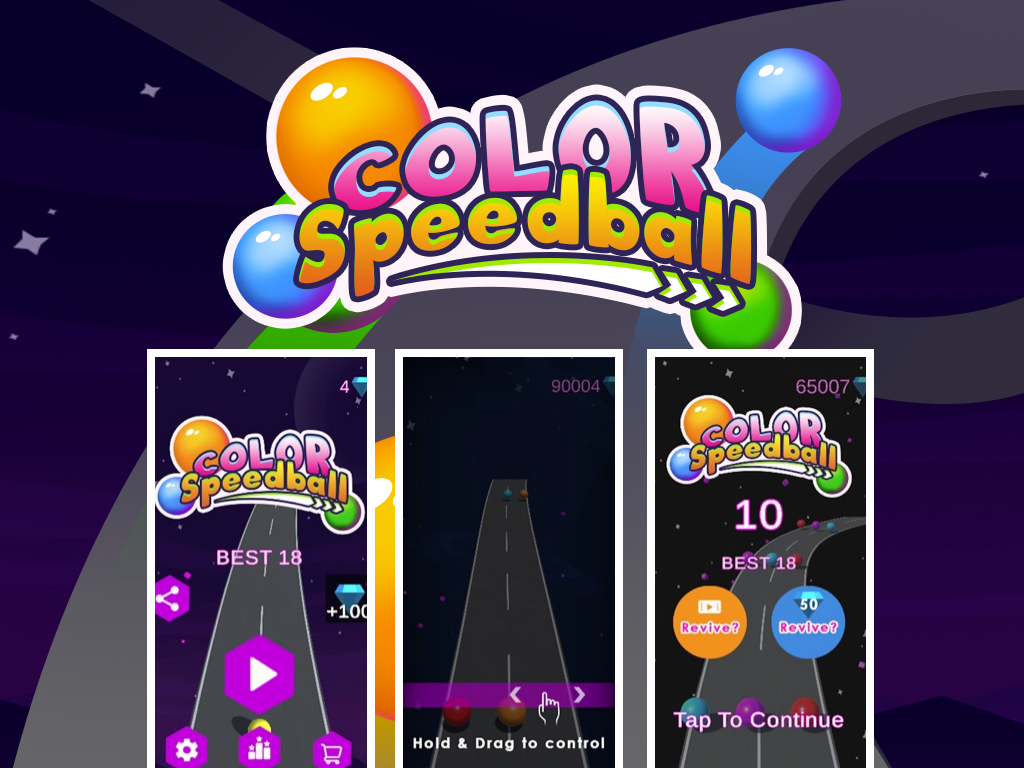 COLOR
Speedball
4
COLOR
Speedball
BEST 18
+100
90004
Hold & Drag to control
65007
COLOR
Speedball
10
BEST 18
Revive?
50
Revive?
Tap To Continue